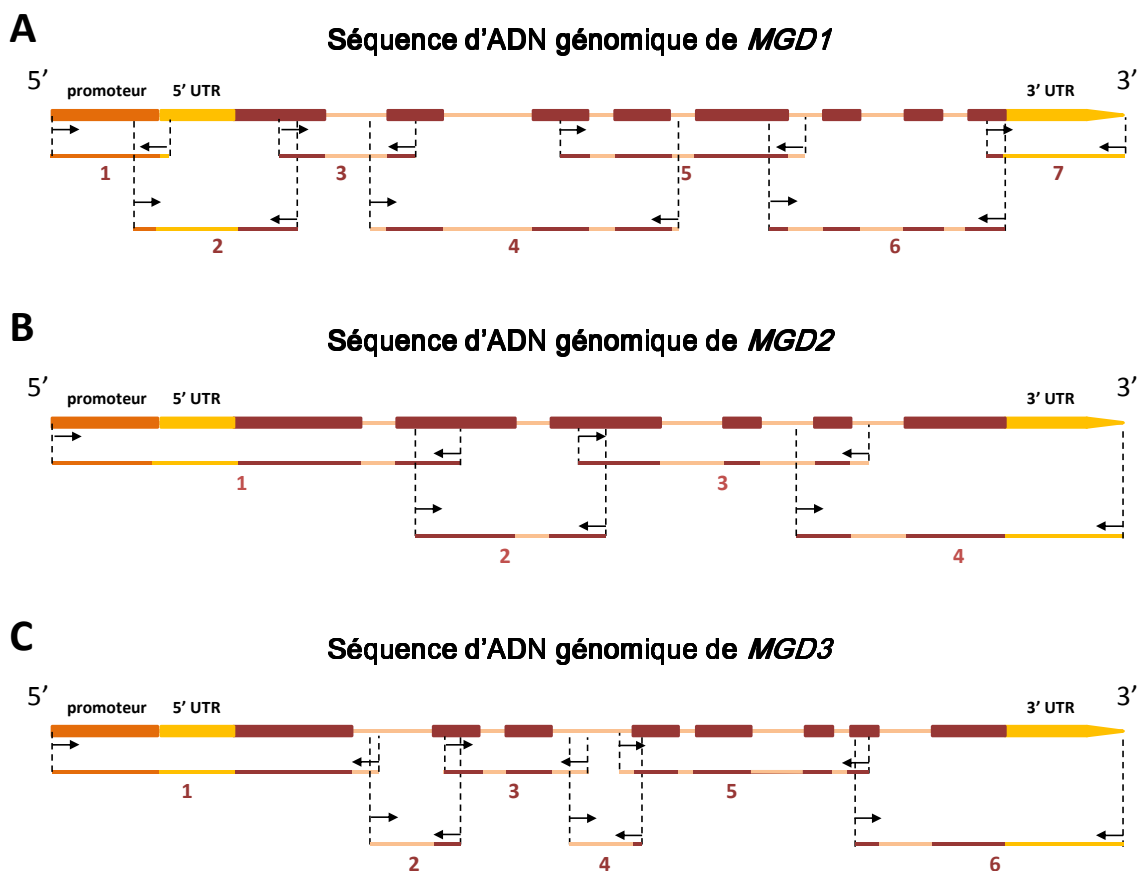 A
Séquence d'ADN génomique de MGD1
5’ 3’
promoteur 5’ UTR 3’ UTR
1 3 5 7
2 4 6
B
Séquence d'ADN génomique de MGD2
5’ 3’
promoteur 5’ UTR 3’ UTR
1 3
2 4
C
Séquence d'ADN génomique de MGD3
5’ 3’
promoteur 5’ UTR 3’ UTR
1 3 5
2 4 6